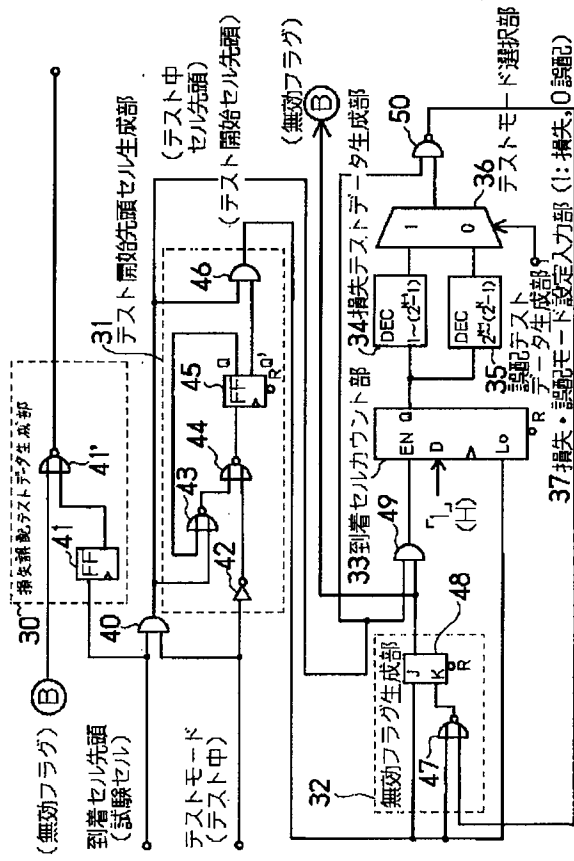 30 損失誤配テストデータ生成部
(無効フラグ)
B
41
FF
41'
到着セル先頭
(試験セル)
40
テストモード
(テスト中)
31 テスト開始先頭セル生成部
(テスト中
セル先頭)
(テスト開始セル先頭)
42
43
44
45
FF
Q
Q'
R
46
(無効フラグ)
B
32
無効フラグ生成部
47
J
K
R
48
49
33 到着セルカウント部
EN Q
D
Lo
R
「1」
(H)
34 損失テストデータ生成部
DEC
35 誤配テスト
データ生成部
DEC
1
0
36
テストモード選択部
50
37 損失・誤配モード設定入力部 (1: 損失, 0 誤配)